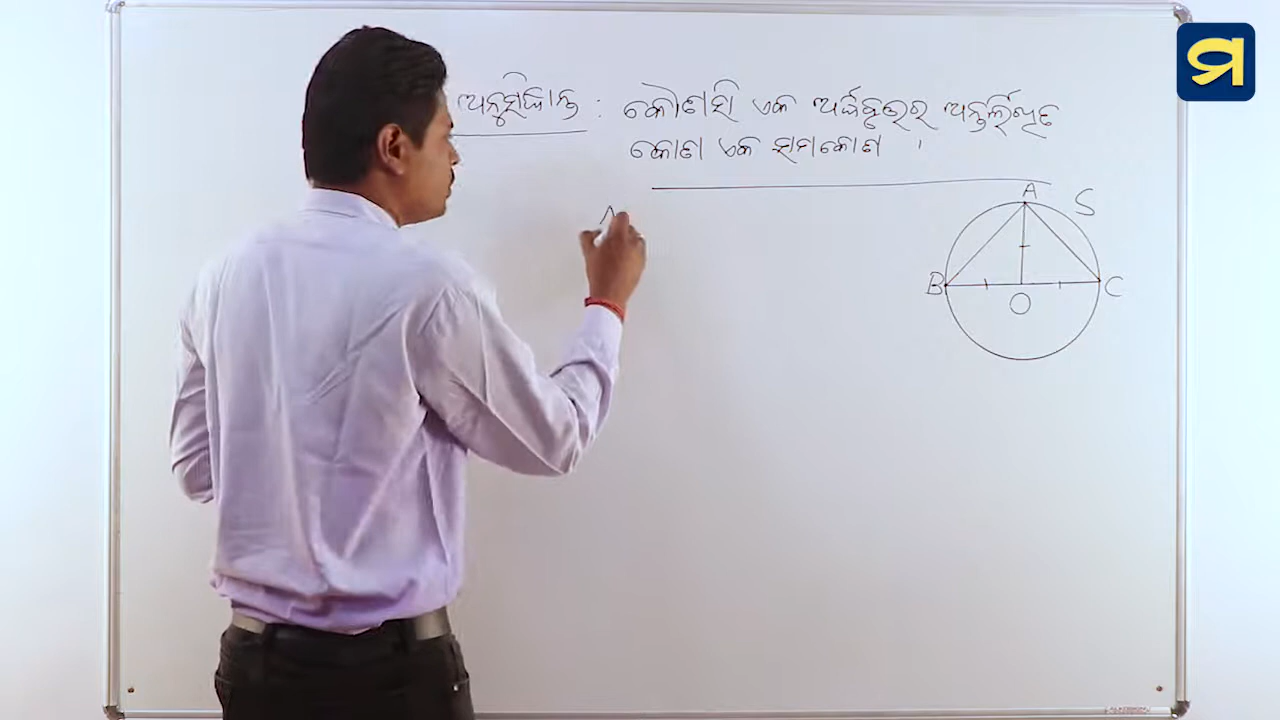 ଅନୁସିଦ୍ଧାନ୍ତ : କୌଣସି ଏକ ଅର୍ଦ୍ଧବୃତ୍ତର ଅନ୍ତର୍ଲିଖିତ
କୋଣ ଏକ ସମକୋଣ ।
A S
B C
O
ମ